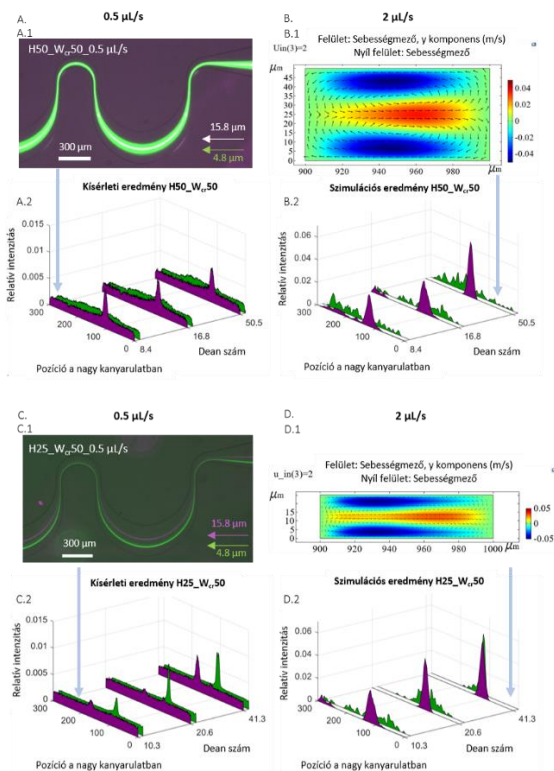 A. 0.5 µL/s
A.1
H50_Wcr50_0.5 µL/s
15.8 µm
4.8 µm
300 µm
B. 2 µL/s
B.1 Felület: Sebességmező, y komponens (m/s)
Uin(3)=2 Nyíl felület: Sebességmező
µm
45
40
35
30
25
20
15
10
5
0
900 920 940 960 980 µm
0.04
0.02
0
-0.02
-0.04
Kísérleti eredmény H50_Wcr50
A.2
Relatív intenzitás
0.015
0.01
0.005
0
300
200
100
0
8.4
16.8
50.5
Dean szám
Pozíció a nagy kanyarulatban
Szimulációs eredmény H50_Wcr50
B.2
Relatív intenzitás
0.06
0.04
0.02
0
300
200
100
0
8.4
16.8
50.5
Dean szám
Pozíció a nagy kanyarulatban
C. 0.5 µL/s
C.1
H25_Wcr50_0.5 µL/s
15.8 µm
4.8 µm
300 µm
D. 2 µL/s
D.1
Felület: Sebességmező, y komponens (m/s)
u_in(3)=2 Nyíl felület: Sebességmező
µm
20
15
10
5
0
900 920 940 960 980 1000 µm
0.05
0
-0.05
Kísérleti eredmény H25_Wcr50
C.2
Relatív intenzitás
0.015
0.01
0.005
0
300
200
100
0
10.3
20.6
41.3
Dean szám
Pozíció a nagy kanyarulatban
Szimulációs eredmény H25_Wcr50
D.2
Relatív intenzitás
0.06
0.04
0.02
0
300
200
100
0
10.3
20.6
41.3
Dean szám
Pozíció a nagy kanyarulatban